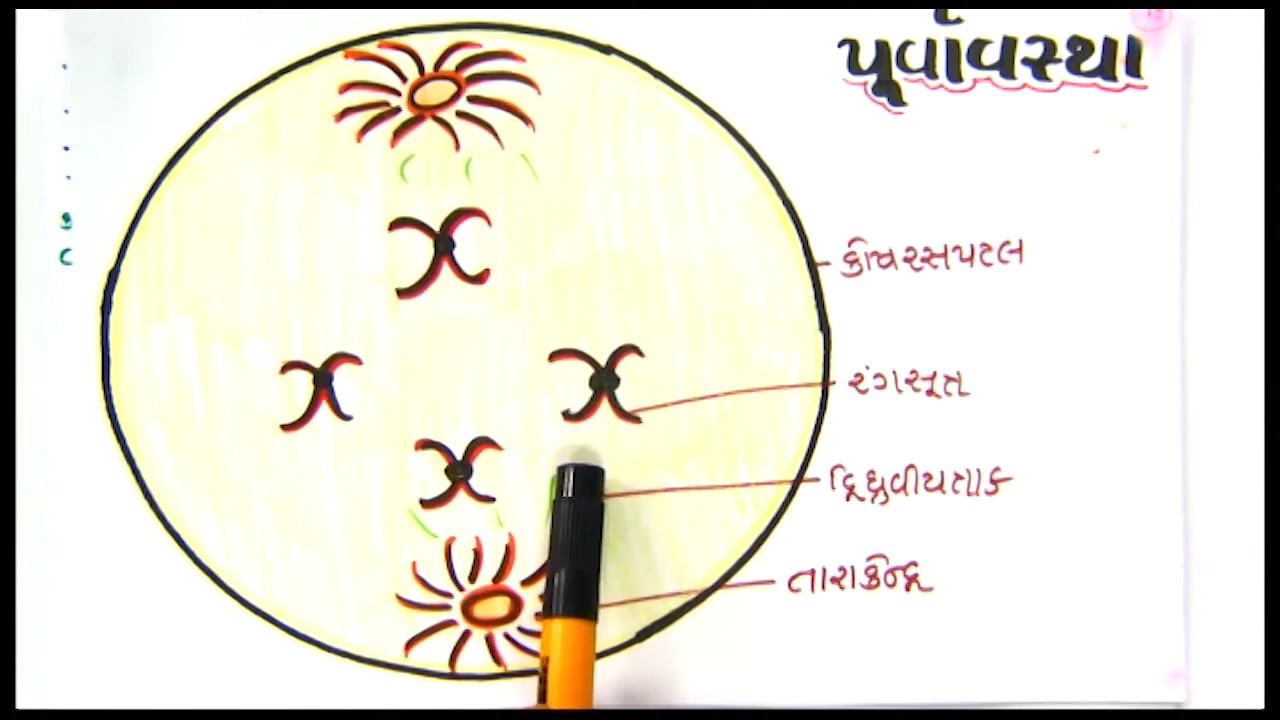 પૂર્વાવસ્થા
કોષરસપટલ
રંગસૂત્ર
દ્વિધ્રુવીયત્રાક
તારાકેન્દ્ર